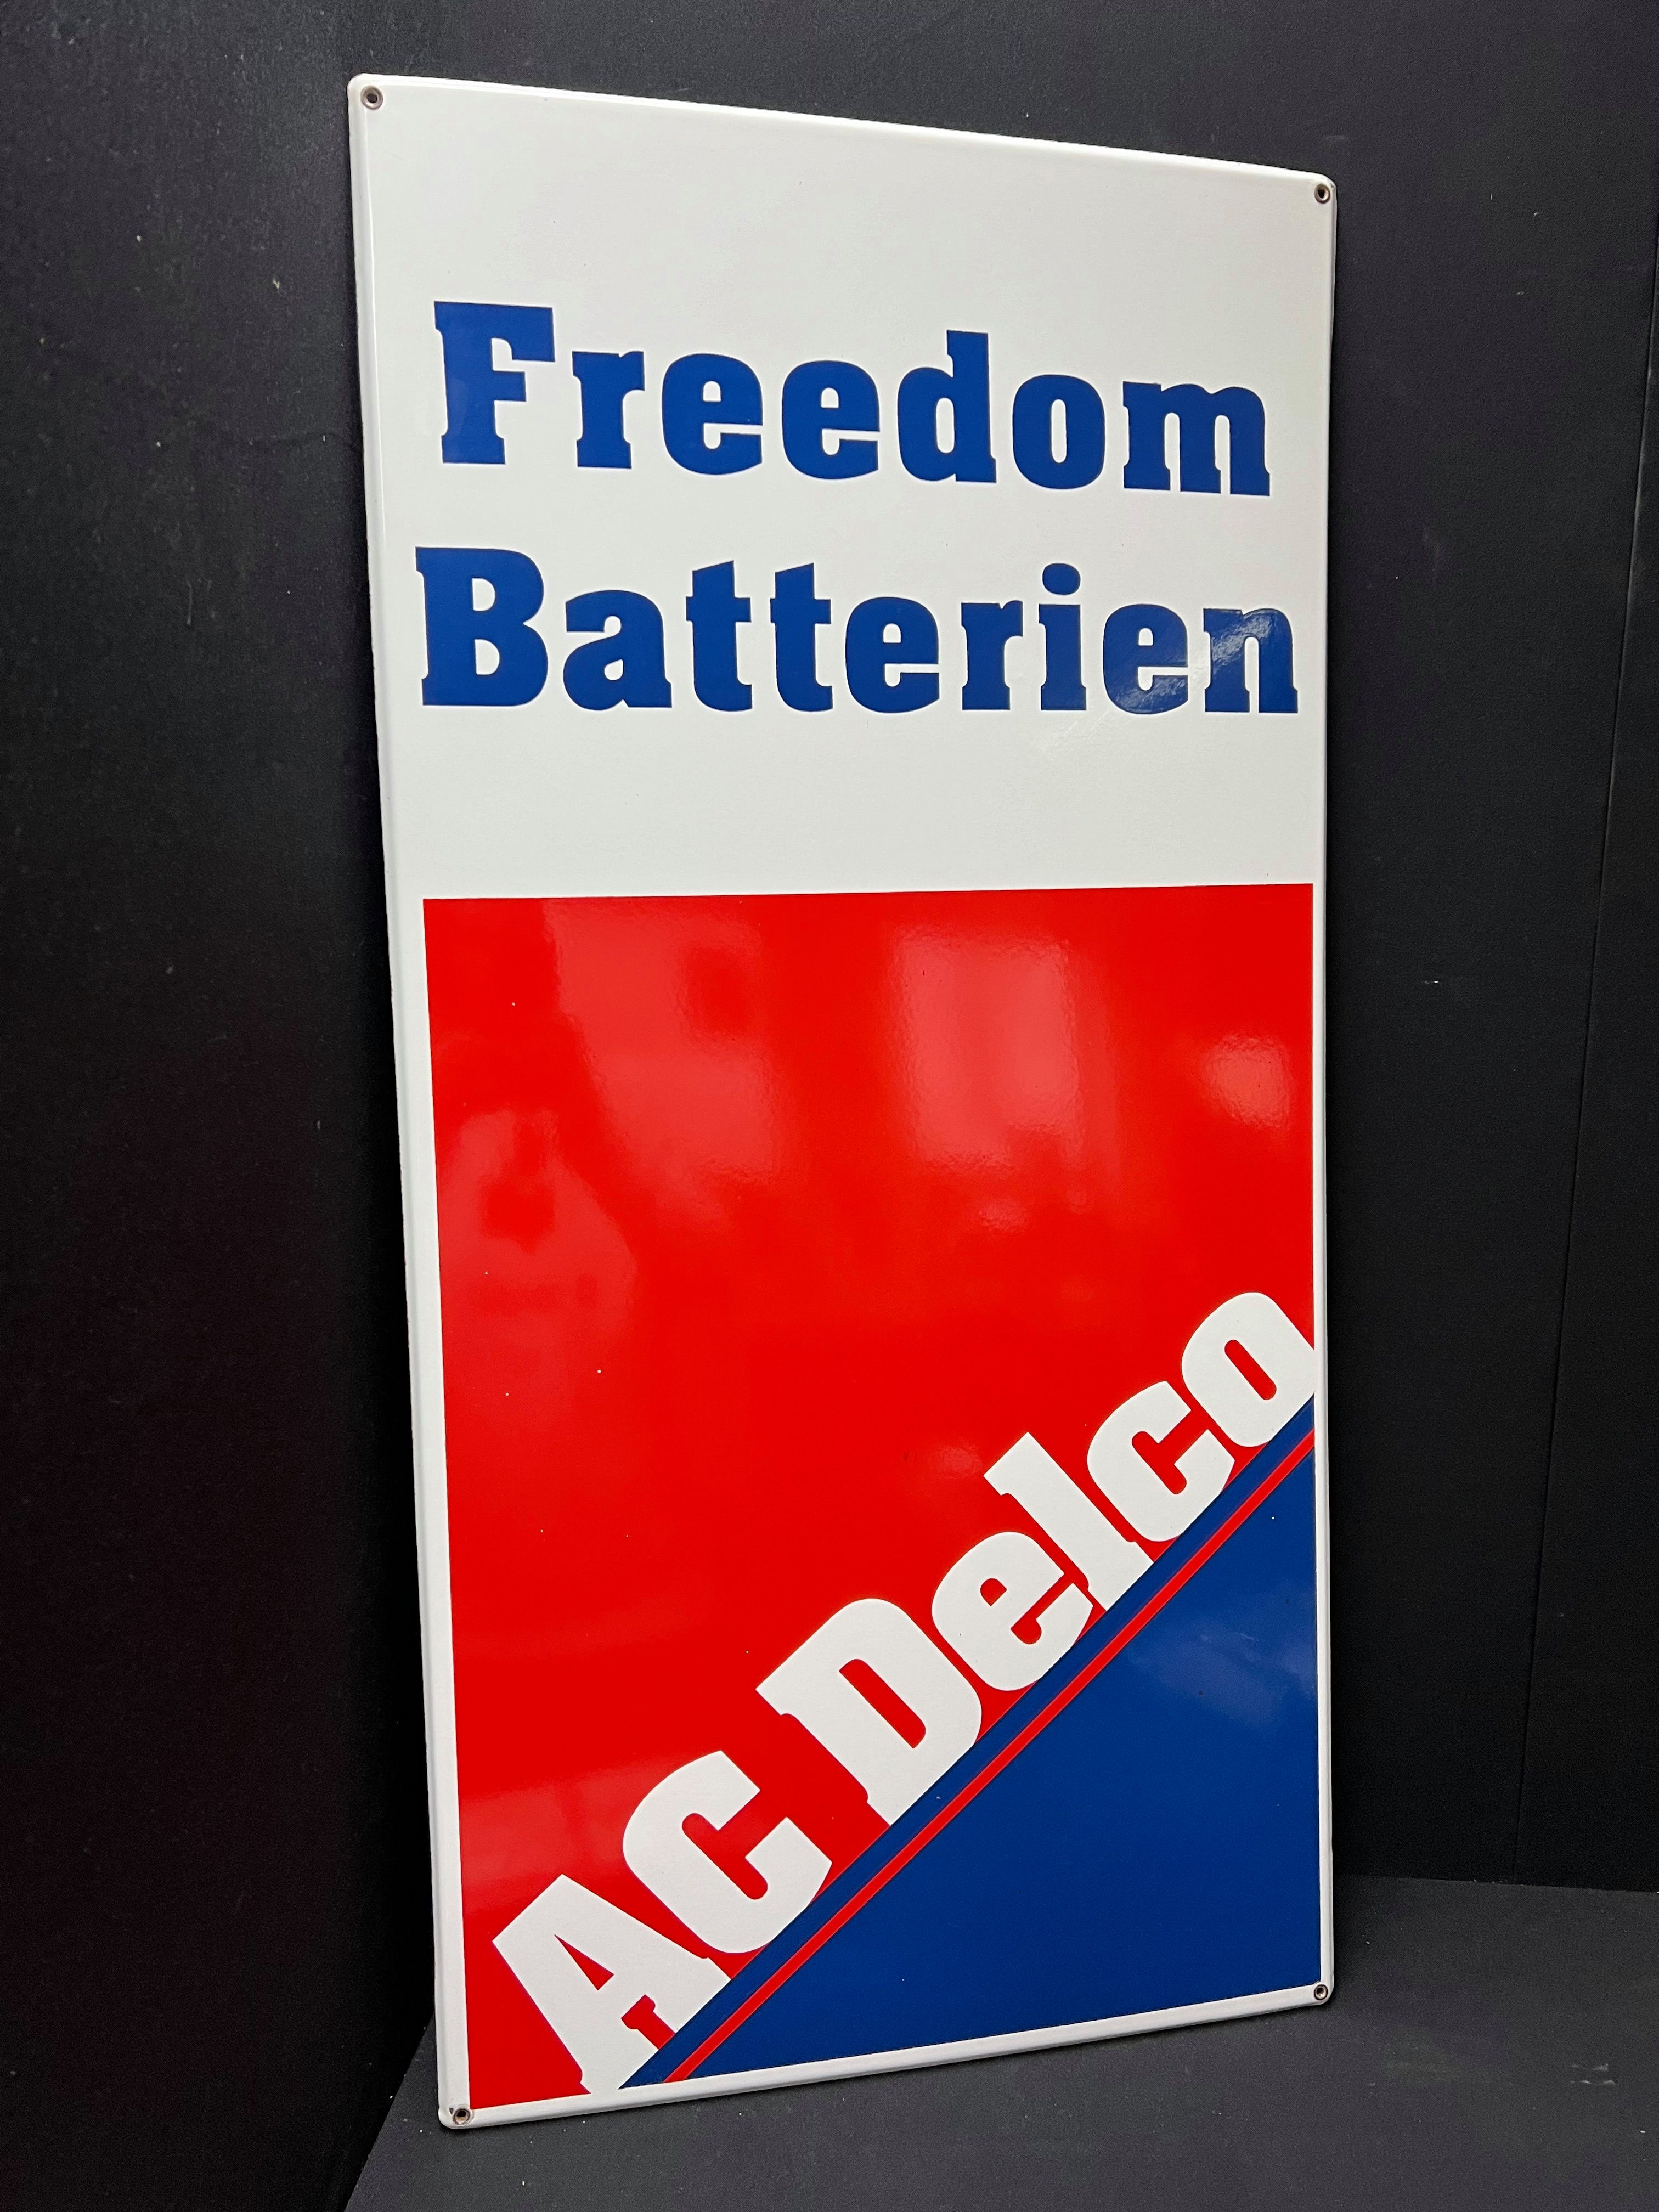 Freedom
Batterien
AC Delco